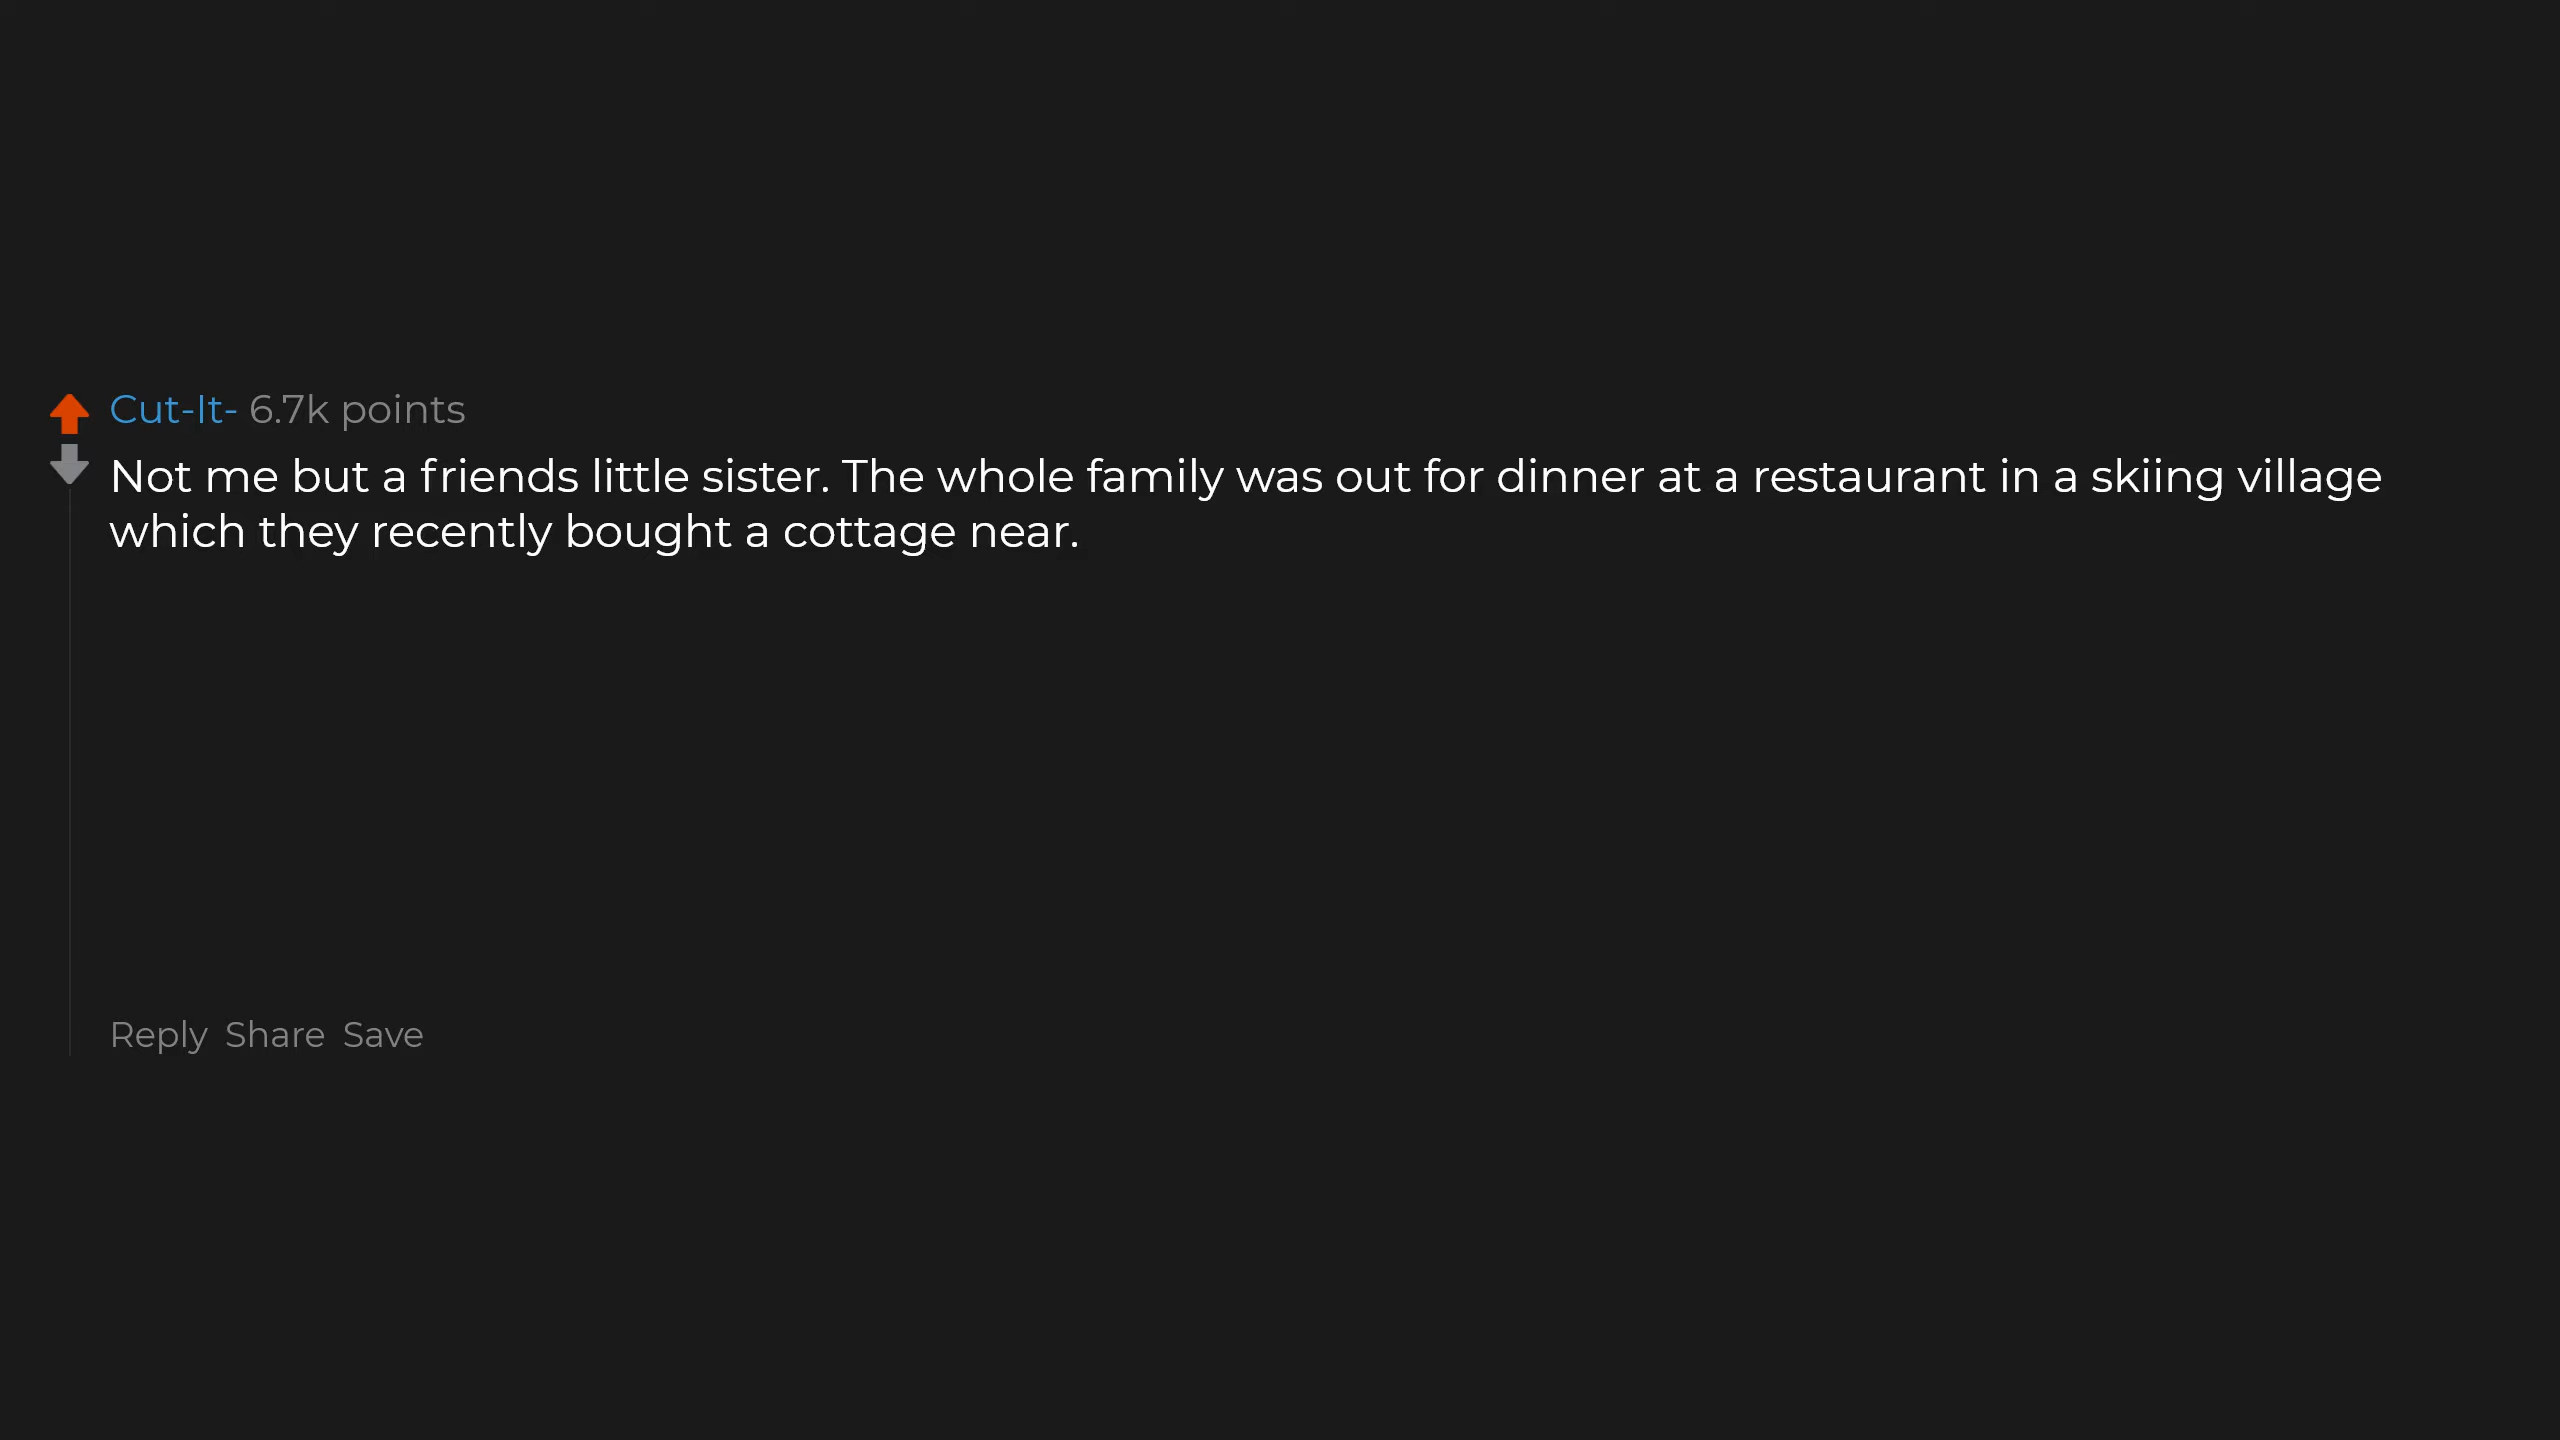 Cut-It- 6.7k points
Not me but a friends little sister. The whole family was out for dinner at a restaurant in a skiing village
which they recently bought a cottage near.
Reply Share Save